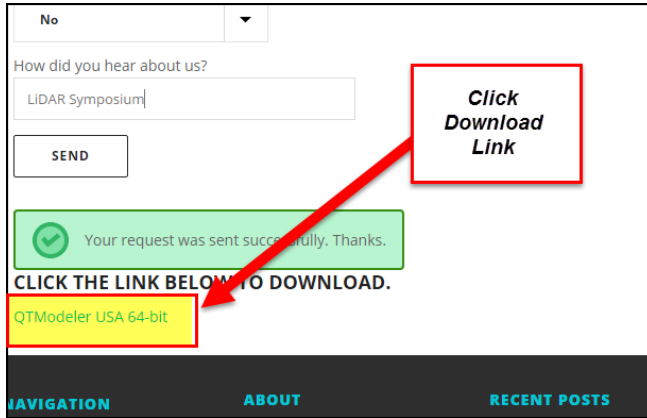 No
How did you hear about us?
LiDAR Symposium
Click
Download
Link
SEND
Your request was sent successfully. Thanks.
CLICK THE LINK BELOW TO DOWNLOAD.
QTModeler USA 64-bit
NAVIGATION
ABOUT
RECENT POSTS